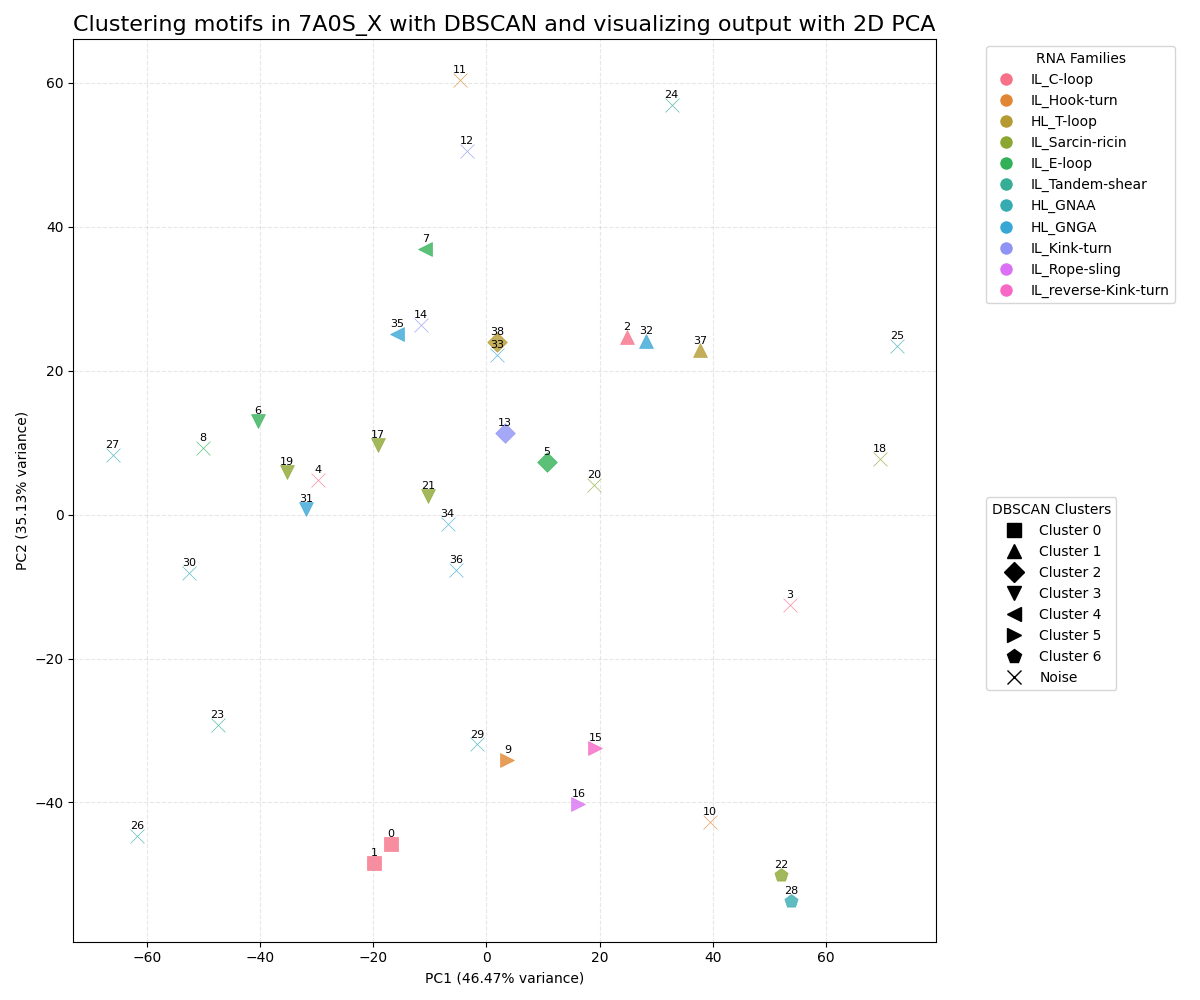 Clustering motifs in 7A0S_X with DBSCAN and visualizing output with 2D PCA
RNA Families
IL_C-loop
IL_Hook-turn
HL_T-loop
IL_Sarcin-ricin
IL_E-loop
IL_Tandem-shear
HL_GNAA
HL_GNGA
IL_Kink-turn
IL_Rope-sling
IL_reverse-Kink-turn
DBSCAN Clusters
Cluster 0
Cluster 1
Cluster 2
Cluster 3
Cluster 4
Cluster 5
Cluster 6
Noise
PC2 (35.13% variance)
60
40
20
0
−20
−40
11
24
12
7
14
35
38
33
2
32
37
25
6
17
13
27
8
19
4
5
18
31
21
20
34
30
36
3
23
29
9
15
16
10
26
0
1
22
28
−60
−40
−20
0
20
40
60
PC1 (46.47% variance)